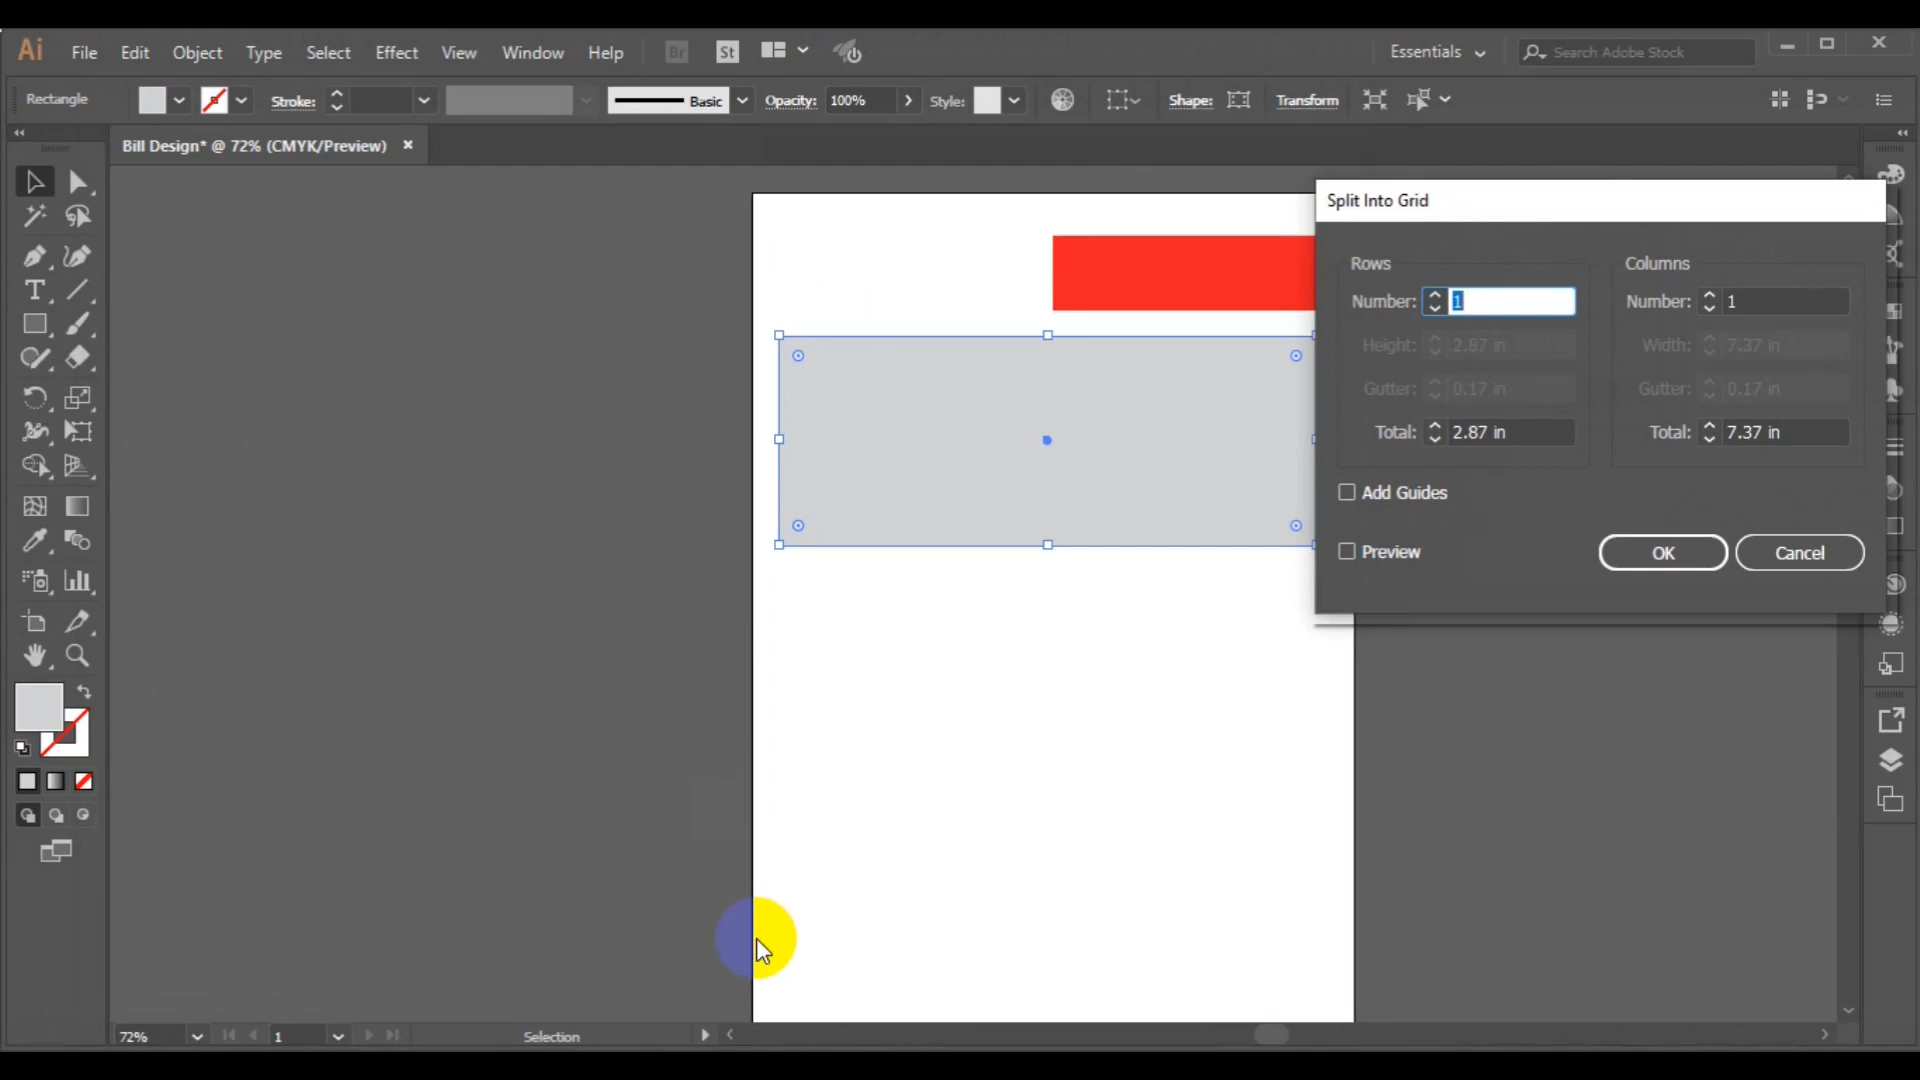 Ai File Edit Object Type Select Effect View Window Help Br St Essentials Search Adobe Stock
Rectangle Stroke: Basic Opacity: 100% Style: Shape: Transform
Bill Design* @ 72% (CMYK/Preview) ×
Split Into Grid
Rows Columns
Number: 1 Number: 1
Height: 2.87 in Width: 7.37 in
Gutter: 0.17 in Gutter: 0.17 in
Total: 2.87 in Total: 7.37 in
Add Guides
Preview OK Cancel
72% 1 Selection